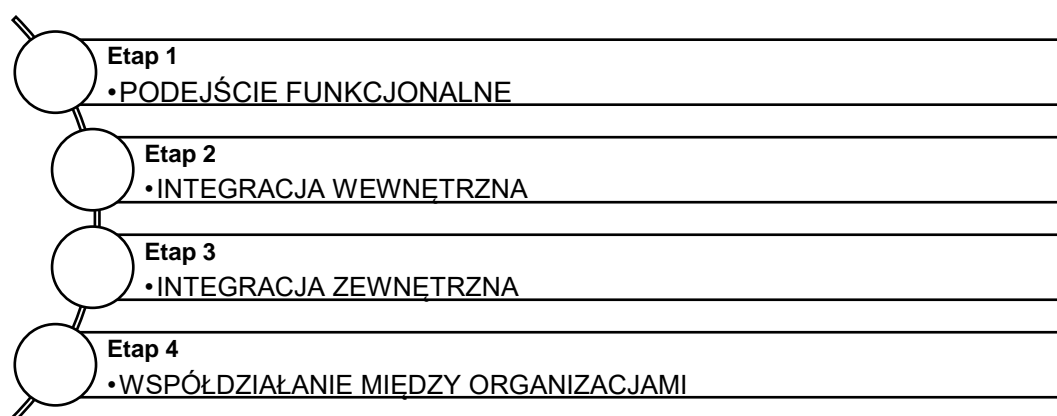 Etap 1
•PODEJŚCIE FUNKCJONALNE
Etap 2
•INTEGRACJA WEWNĘTRZNA
Etap 3
•INTEGRACJA ZEWNĘTRZNA
Etap 4
•WSPÓŁDZIAŁANIE MIĘDZY ORGANIZACJAMI